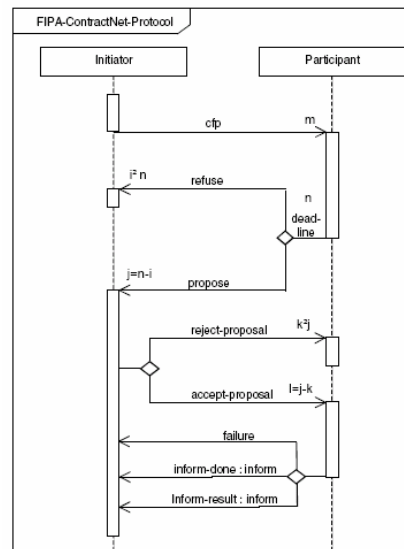 FIPA-ContractNet-Protocol
Initiator
Participant
cfp
m
i² n
refuse
n
dead-
line
j=n-i
propose
reject-proposal
k²j
accept-proposal
l=j-k
failure
inform-done : inform
Inform-result : inform